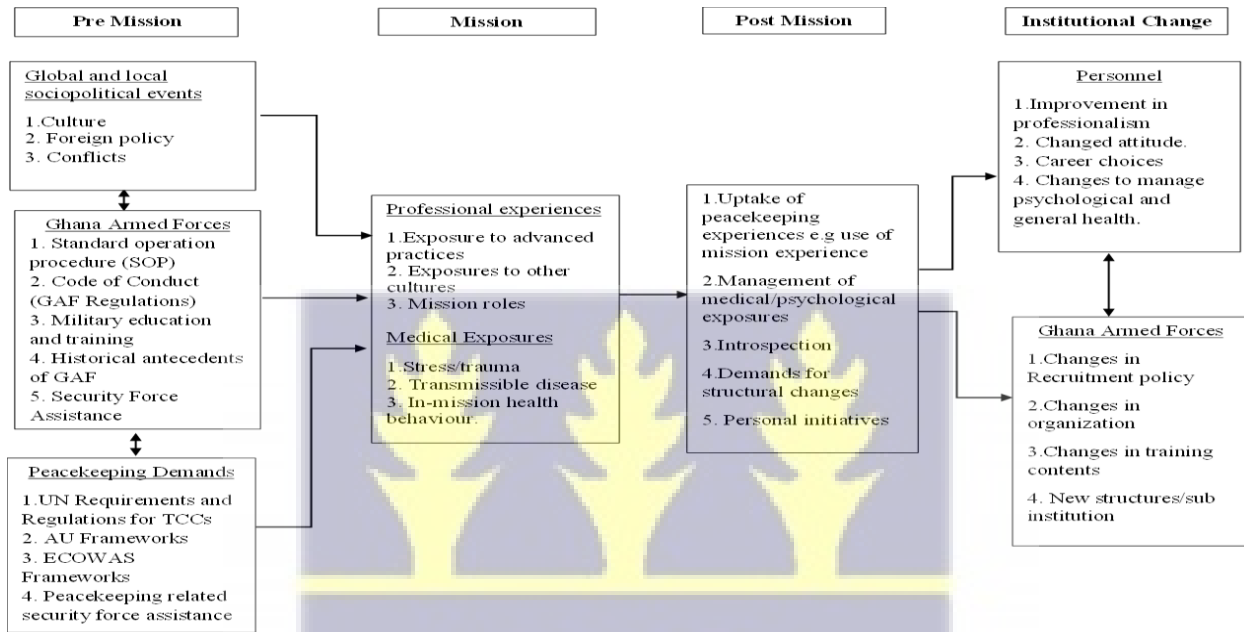 Pre Mission
Mission
Post Mission
Institutional Change
Global and local
sociopolitical events
1.Culture
2. Foreign policy
3. Conflicts
Ghana Armed Forces
1. Standard operation
procedure (SOP)
2. Code of Conduct
(GAF Regulations)
3. Military education
and training
4. Historical antecedents
of GAF
5. Security Force
Assistance
Peacekeeping Demands
1.UN Requirements and
Regulations for TCCs
2. AU Frameworks
3. ECOWAS
Frameworks
4. Peacekeeping related
security force assistance
Professional experiences
1.Exposure to advanced
practices
2. Exposures to other
cultures
3. Mission roles
Medical Exposures
1.Stress/trauma
2. Transmissible disease
3. In-mission health
behaviour.
1.Uptake of
peacekeeping
experiences e.g use of
mission experience
2.Management of
medical/psychological
exposures
3.Introspection
4.Demands for
structural changes
5. Personal initiatives
Personnel
1.Improvement in
professionalism
2. Changed attitude.
3. Career choices
4. Changes to manage
psychological and
general health.
Ghana Armed Forces
1.Changes in
Recruitment policy
2.Changes in
organization
3.Changes in training
contents
4. New structures/sub
institution